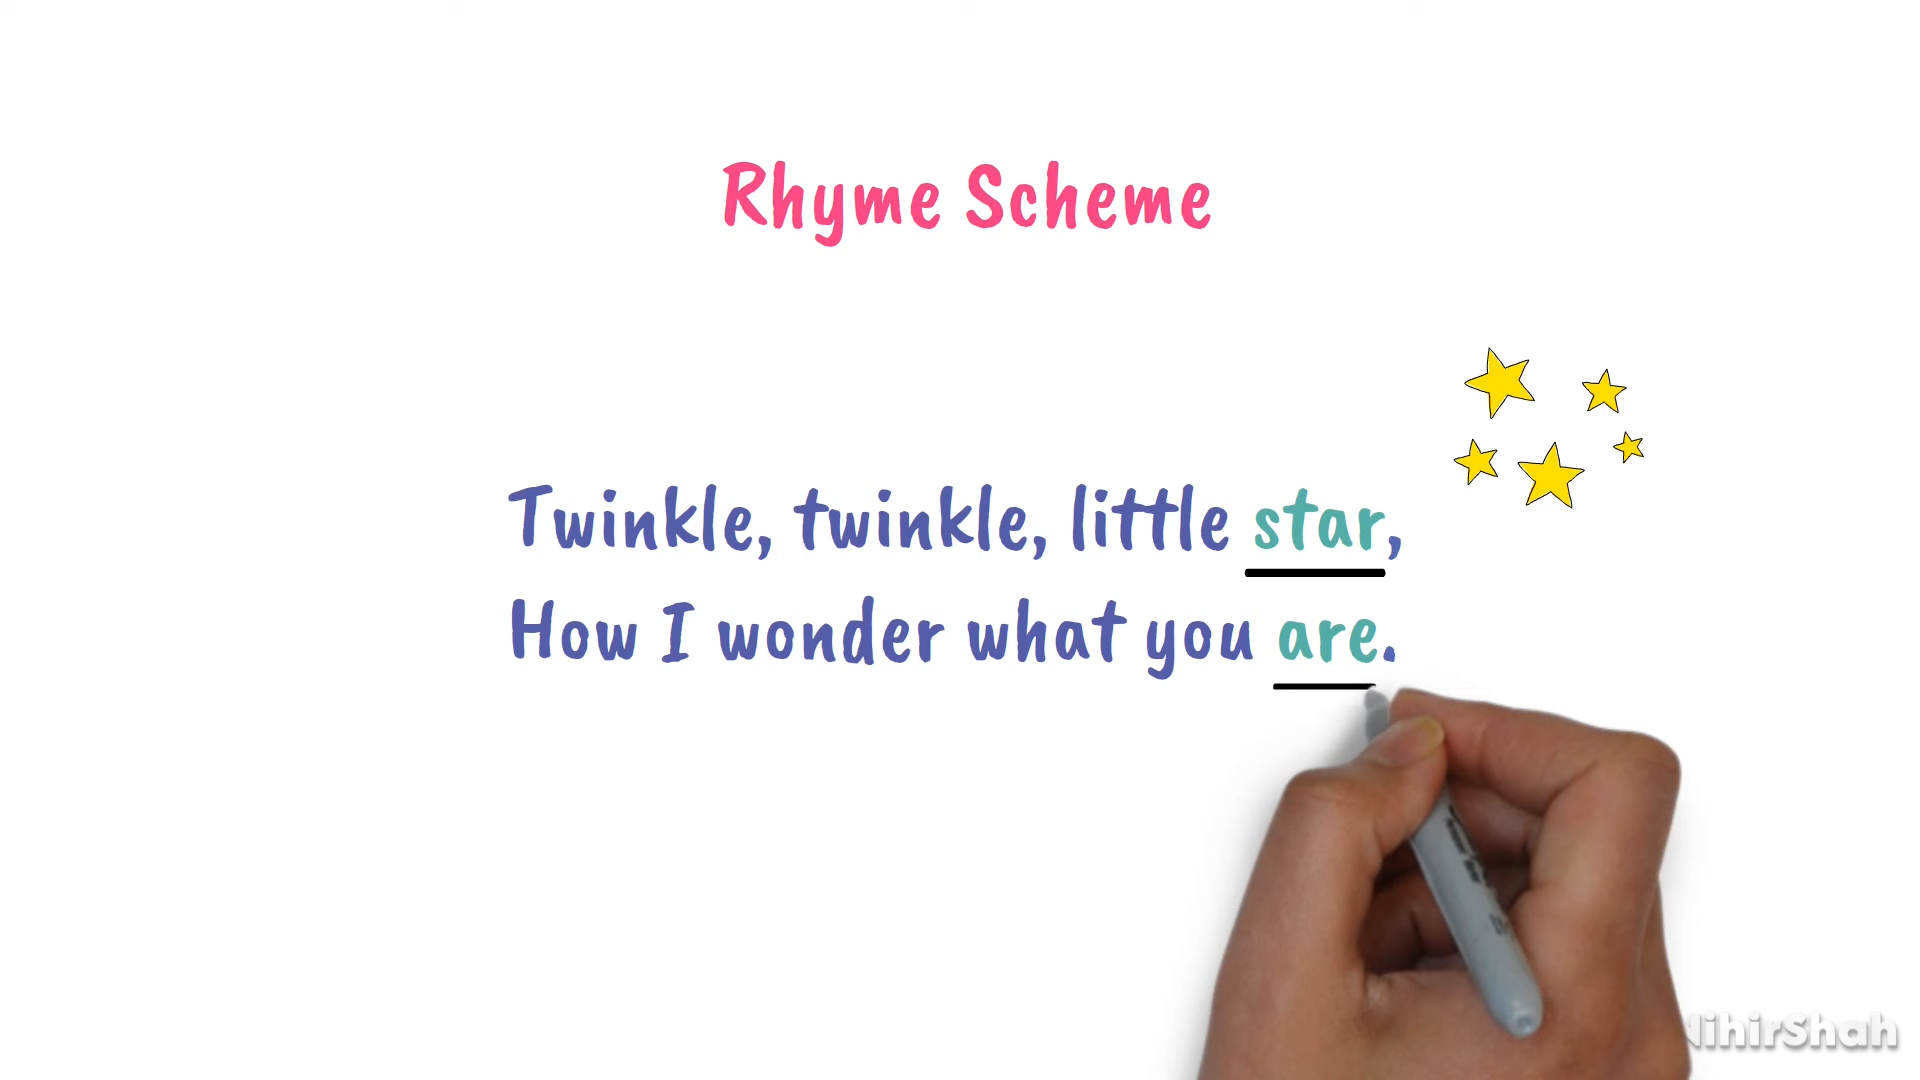 Rhyme Scheme
Twinkle, twinkle, little star,
How I wonder what you are.